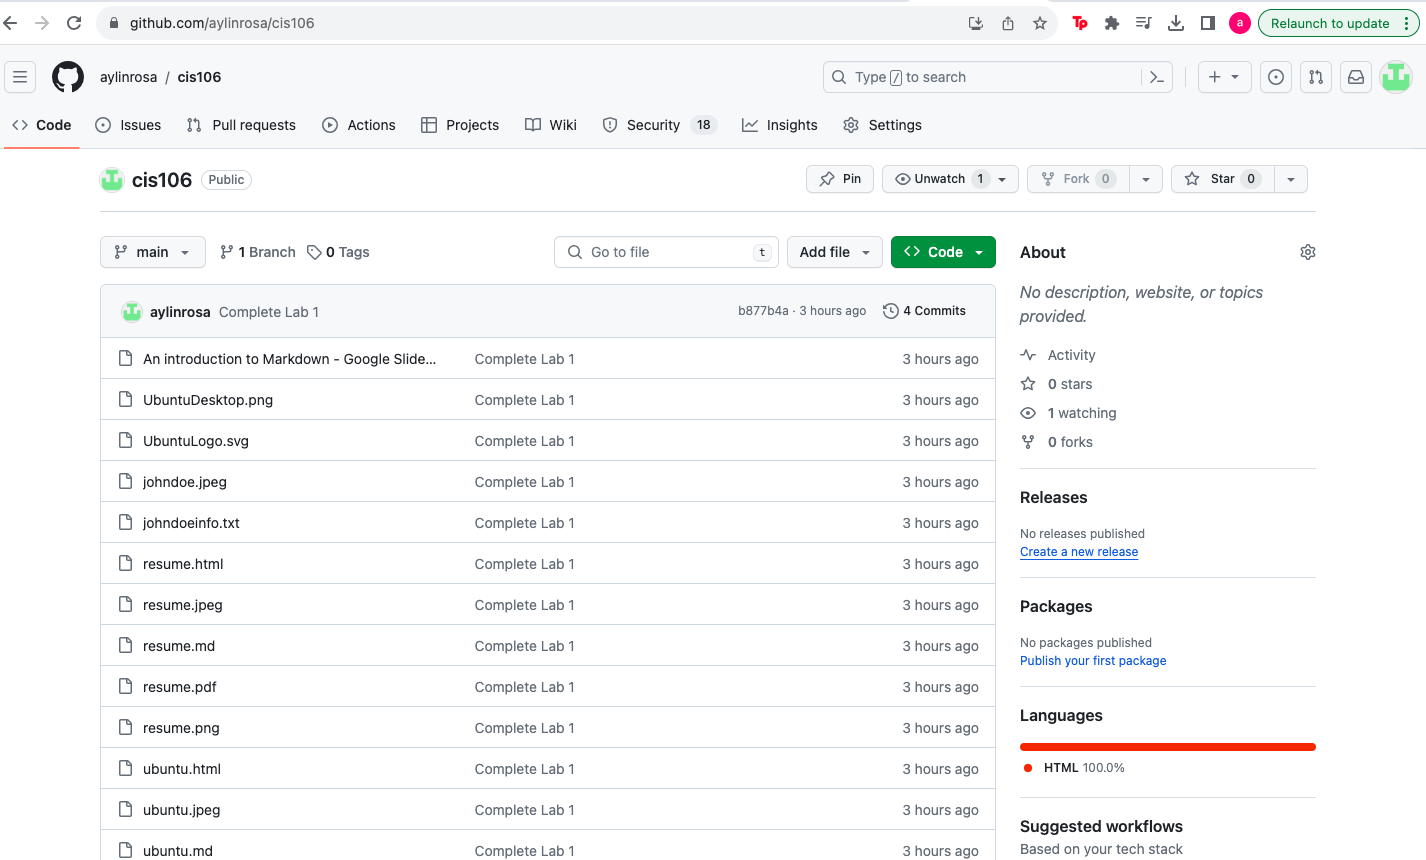 github.com/aylinrosa/cis106
a
Relaunch to update
aylinrosa / cis106
Type / to search
Code Issues Pull requests Actions Projects Wiki Security 18 Insights Settings
cis106 Public
Pin Unwatch 1 Fork 0 Star 0
main 1 Branch 0 Tags Go to file t Add file Code
aylinrosa Complete Lab 1 b877b4a · 3 hours ago 4 Commits
An introduction to Markdown - Google Slide... Complete Lab 1 3 hours ago
UbuntuDesktop.png Complete Lab 1 3 hours ago
UbuntuLogo.svg Complete Lab 1 3 hours ago
johndoe.jpeg Complete Lab 1 3 hours ago
johndoeinfo.txt Complete Lab 1 3 hours ago
resume.html Complete Lab 1 3 hours ago
resume.jpeg Complete Lab 1 3 hours ago
resume.md Complete Lab 1 3 hours ago
resume.pdf Complete Lab 1 3 hours ago
resume.png Complete Lab 1 3 hours ago
ubuntu.html Complete Lab 1 3 hours ago
ubuntu.jpeg Complete Lab 1 3 hours ago
ubuntu.md Complete Lab 1 3 hours ago
About
No description, website, or topics
provided.
Activity
0 stars
1 watching
0 forks
Releases
No releases published
Create a new release
Packages
No packages published
Publish your first package
Languages
HTML 100.0%
Suggested workflows
Based on your tech stack